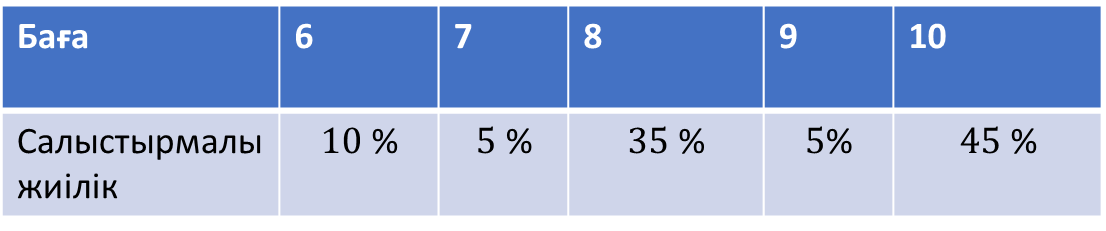 Баға 6 7 8 9 10
Салыстырмалы жиілік 10 % 5 % 35 % 5% 45 %